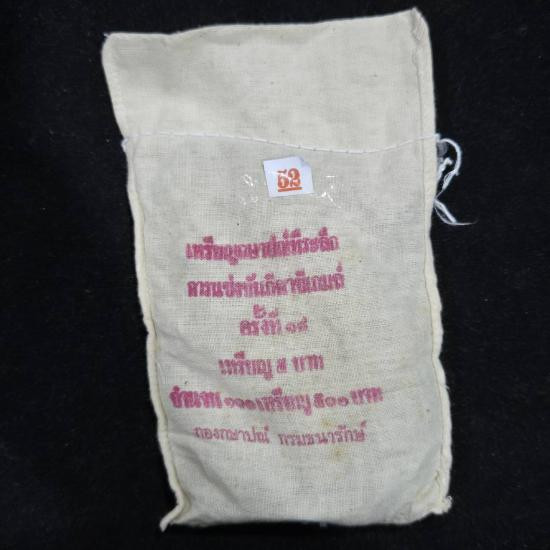 52
เหรียญกษาปณ์ที่ระลึก
การแข่งขันกีฬาซีเกมส์
ครั้งที่ ๑๘
เหรียญ ๕ บาท
จำนวน ๑๐๐ เหรียญ ๕๐๐ บาท
กองกษาปณ์ กรมธนารักษ์